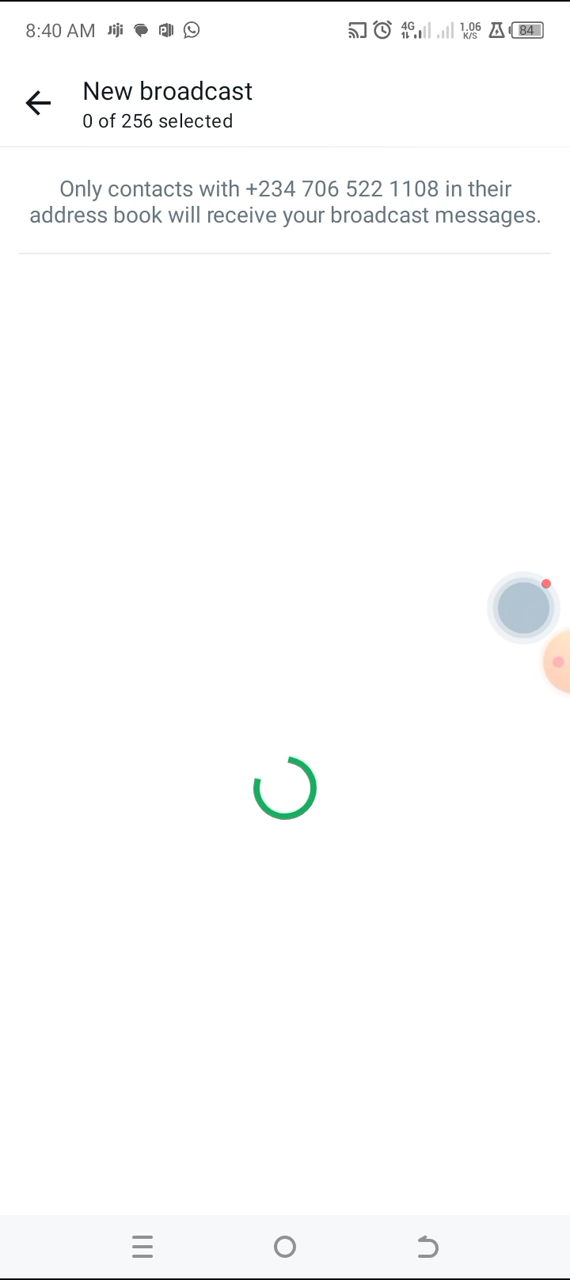 8:40 AM Jiji 4G 1.06 K/S 84
New broadcast
0 of 256 selected
Only contacts with +234 706 522 1108 in their
address book will receive your broadcast messages.